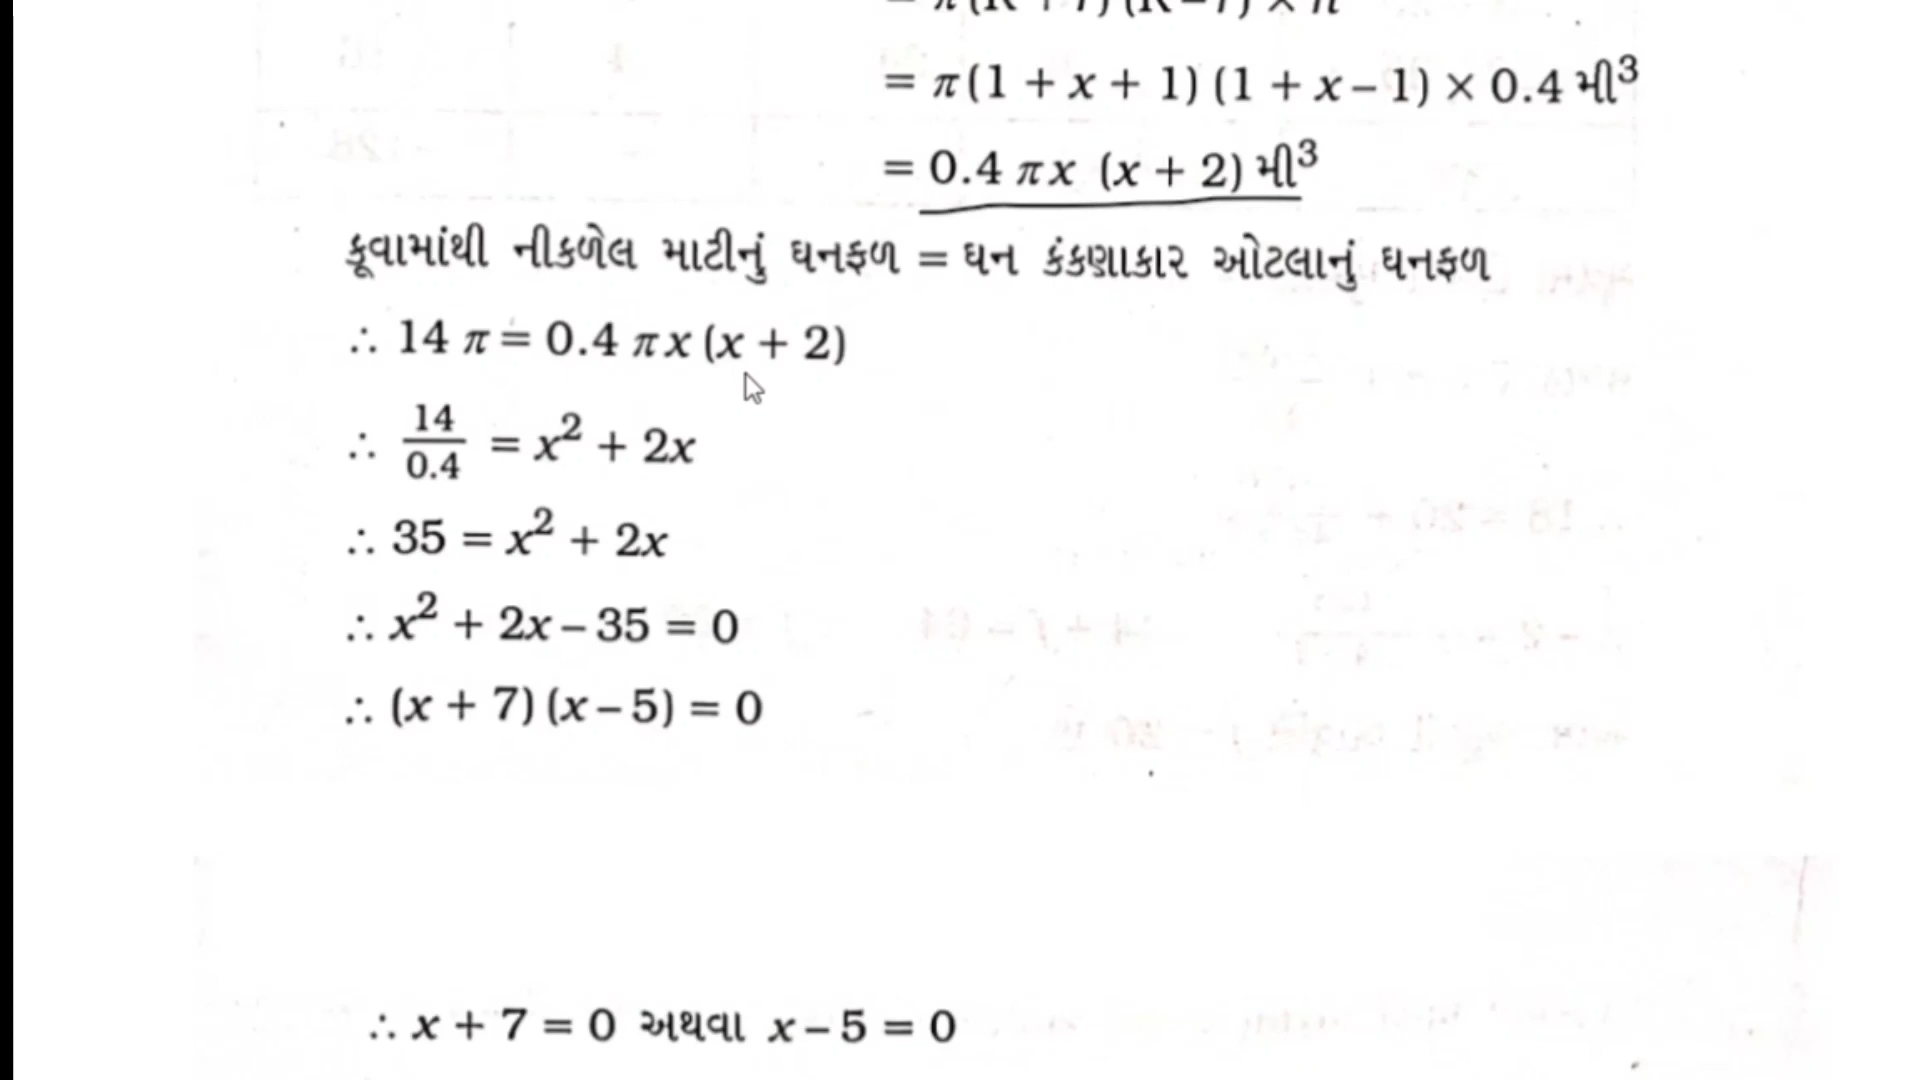 = π(1 + x + 1) (1 + x – 1) × 0.4 મી³
= 0.4 πx (x + 2) મી³
કૂવામાંથી નીકળેલ માટીનું ઘનફળ = ઘન કંકણાકાર ઓટલાનું ઘનફળ
∴ 14 π = 0.4 πx (x + 2)
∴ 14/0.4 = x² + 2x
∴ 35 = x² + 2x
∴ x² + 2x – 35 = 0
∴ (x + 7) (x – 5) = 0
∴ x + 7 = 0 અથવા x – 5 = 0